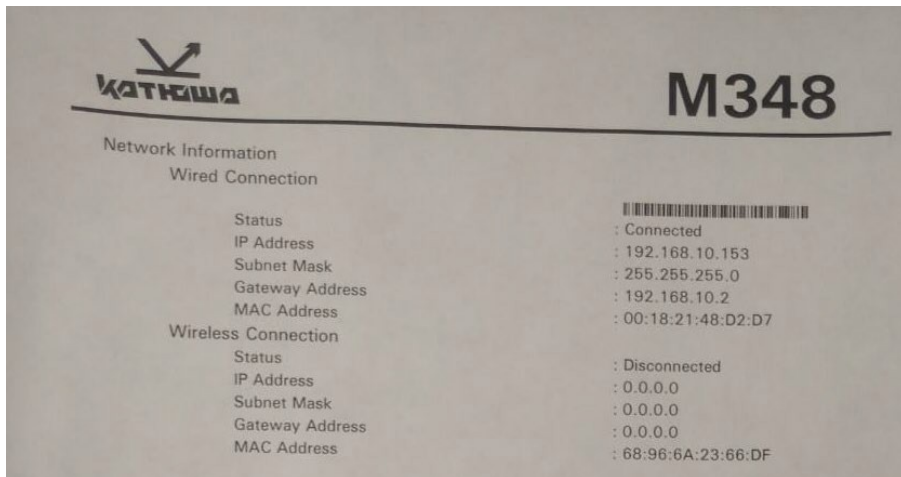 катюша
M348
Network Information
Wired Connection
Status : Connected
IP Address : 192.168.10.153
Subnet Mask : 255.255.255.0
Gateway Address : 192.168.10.2
MAC Address : 00:18:21:48:D2:D7
Wireless Connection
Status : Disconnected
IP Address : 0.0.0.0
Subnet Mask : 0.0.0.0
Gateway Address : 0.0.0.0
MAC Address : 68:96:6A:23:66:DF